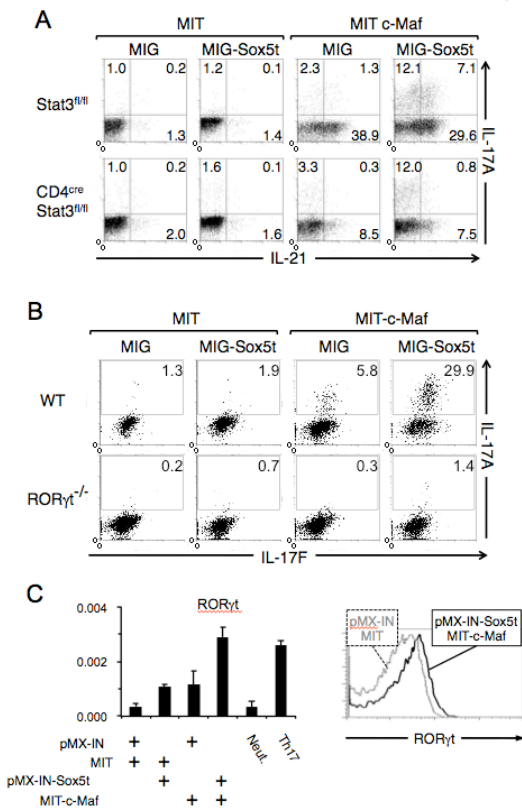 A
MIT
MIT c-Maf
MIG
MIG-Sox5t
MIG
MIG-Sox5t
Stat3fl/fl
1.0 0.2
1.3
1.2 0.1
1.4
2.3 1.3
38.9
12.1 7.1
29.6
CD4cre
Stat3fl/fl
1.0 0.2
2.0
1.6 0.1
1.6
3.3 0.3
8.5
12.0 0.8
7.5
0 0 0 0
IL-17A
IL-21
B
MIT
MIT-c-Maf
MIG
MIG-Sox5t
MIG
MIG-Sox5t
WT
1.3
1.9
5.8
29.9
RORγt-/-
0.2
0.7
0.3
1.4
0 0 0 0
IL-17A
IL-17F
C
RORγt
0.004
0.002
0.000
pMX-IN + +
MIT + +
pMX-IN-Sox5t + +
MIT-c-Maf + +
Neut.
Th17
pMX-IN
MIT
pMX-IN-Sox5t
MIT-c-Maf
RORγt